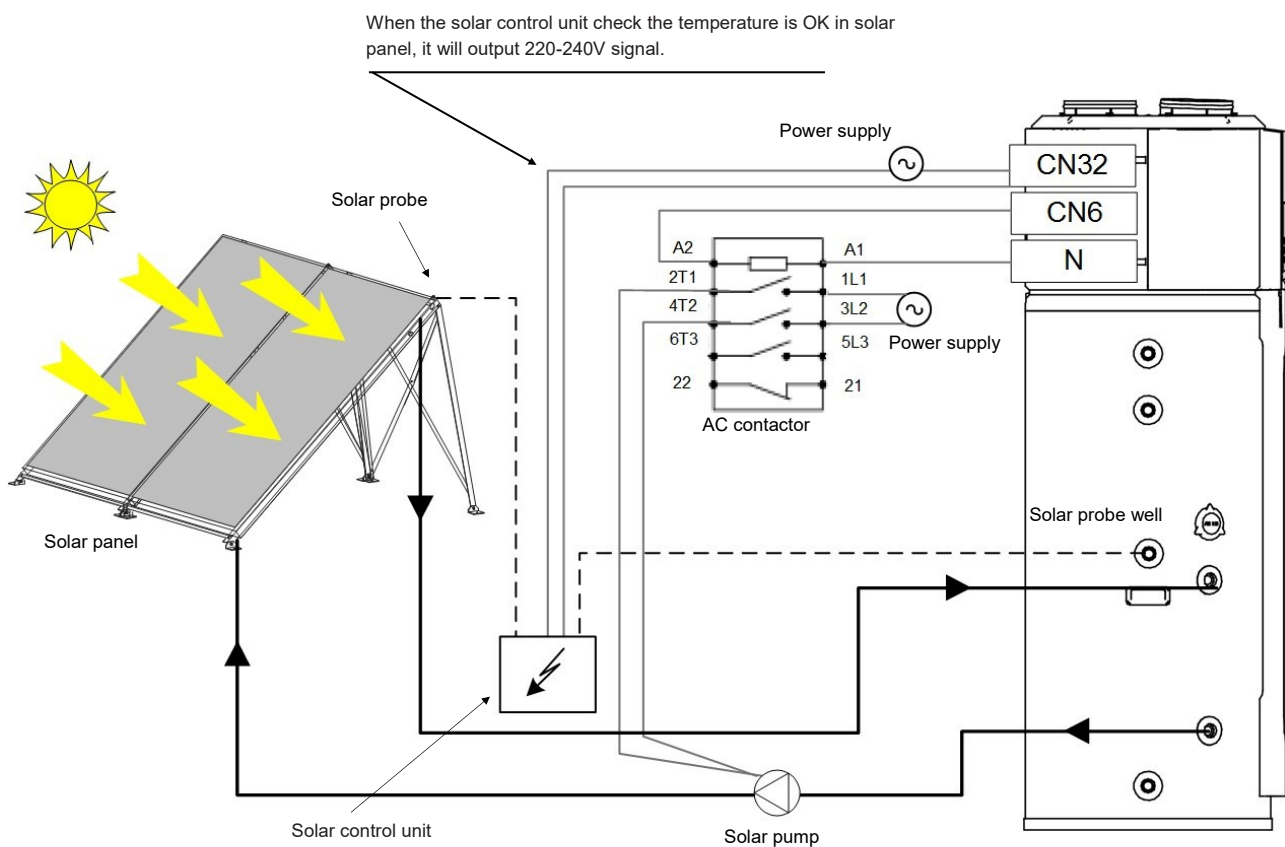 When the solar control unit check the temperature is OK in solar
panel, it will output 220-240V signal.
Power supply
CN32
Solar probe
CN6
A2
A1
N
2T1
1L1
4T2
3L2
6T3
5L3
Power supply
22
21
AC contactor
Solar probe well
Solar panel
Solar control unit
Solar pump